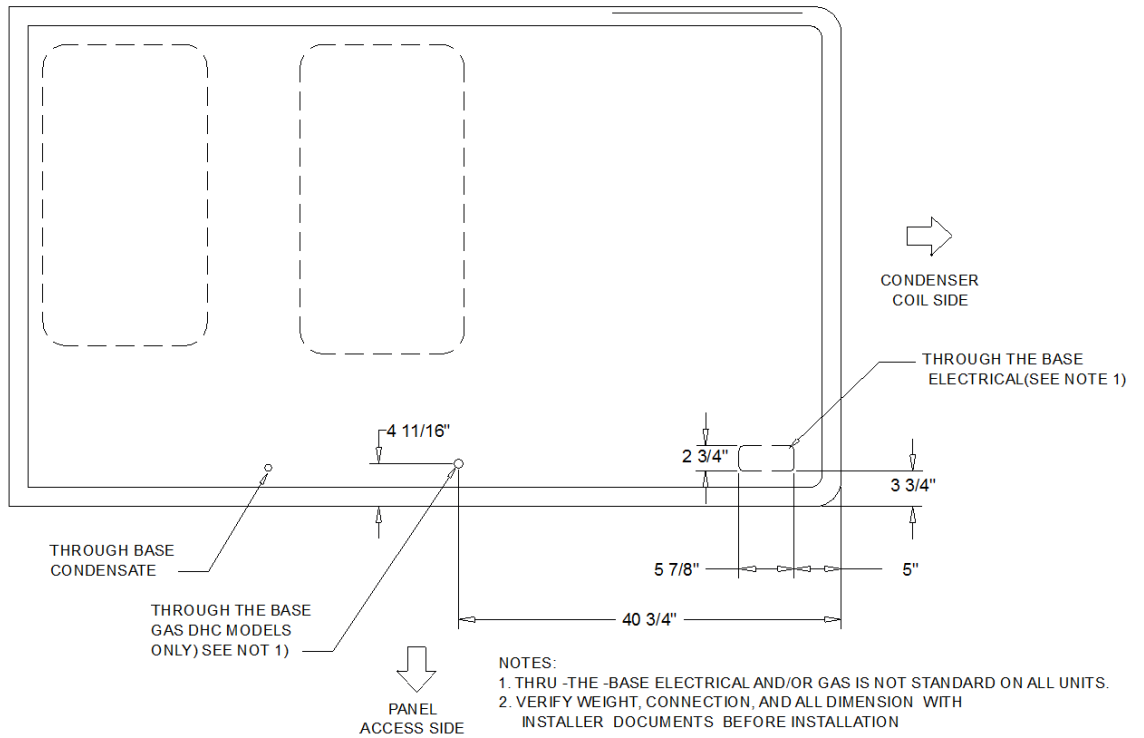 CONDENSER
COIL SIDE
THROUGH THE BASE
ELECTRICAL(SEE NOTE 1)
4 11/16"
2 3/4"
3 3/4"
THROUGH BASE
CONDENSATE
5 7/8"
5"
THROUGH THE BASE
GAS DHC MODELS
ONLY) SEE NOT 1)
40 3/4"
PANEL
ACCESS SIDE
NOTES:
1. THRU -THE -BASE ELECTRICAL AND/OR GAS IS NOT STANDARD ON ALL UNITS.
2. VERIFY WEIGHT, CONNECTION, AND ALL DIMENSION WITH
INSTALLER DOCUMENTS BEFORE INSTALLATION